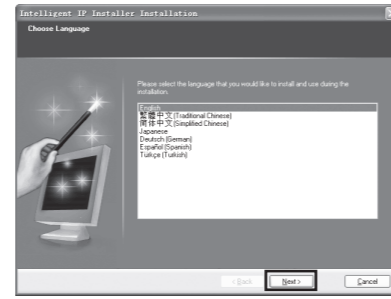 Intelligent IP Installer Installation
Choose Language
Please select the language that you would like to install and use during the
installation.
English
繁體中文(Traditional Chinese)
简体中文(Simplified Chinese)
Japanese
Deutsch (German)
Español (Spanish)
Türkçe (Turkish)
< Back
Next >
Cancel